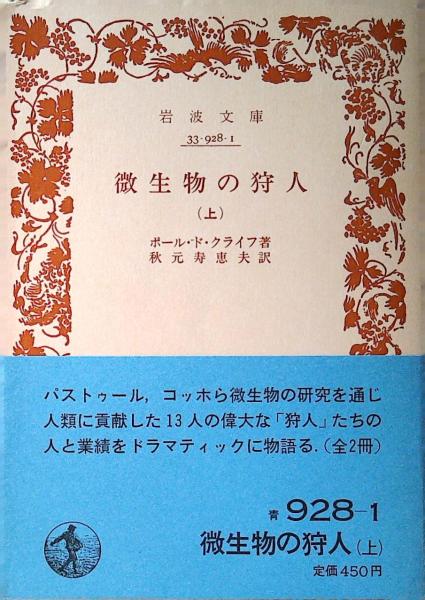 岩波文庫
33-928-1
微生物の狩人
(上)
ポール・ド・クライフ著
秋元寿恵夫訳
パストゥール，コッホら微生物の研究を通じ
人類に貢献した13人の偉大な「狩人」たちの
人と業績をドラマティックに物語る．(全2冊)
青 928-1
微生物の狩人(上)
定価450円